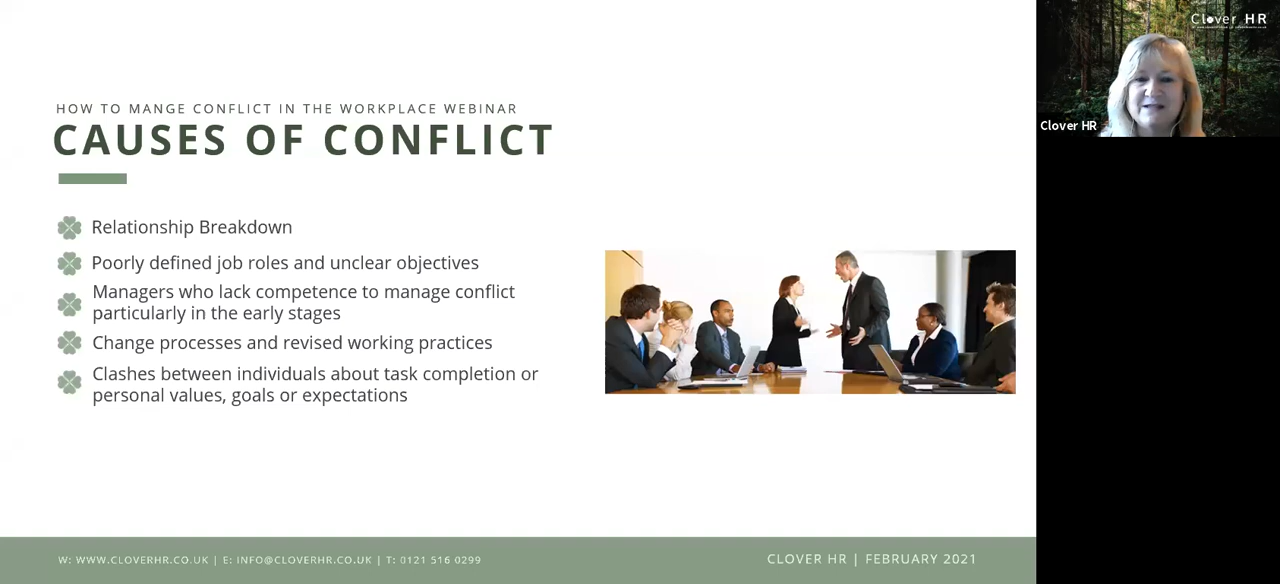 HOW TO MANGE CONFLICT IN THE WORKPLACE WEBINAR
CAUSES OF CONFLICT
Relationship Breakdown
Poorly defined job roles and unclear objectives
Managers who lack competence to manage conflict
particularly in the early stages
Change processes and revised working practices
Clashes between individuals about task completion or
personal values, goals or expectations
W: WWW.CLOVERHR.CO.UK | E: INFO@CLOVERHR.CO.UK | T: 0121 516 0299
CLOVER HR | FEBRUARY 2021
Clover HR
Clover HR